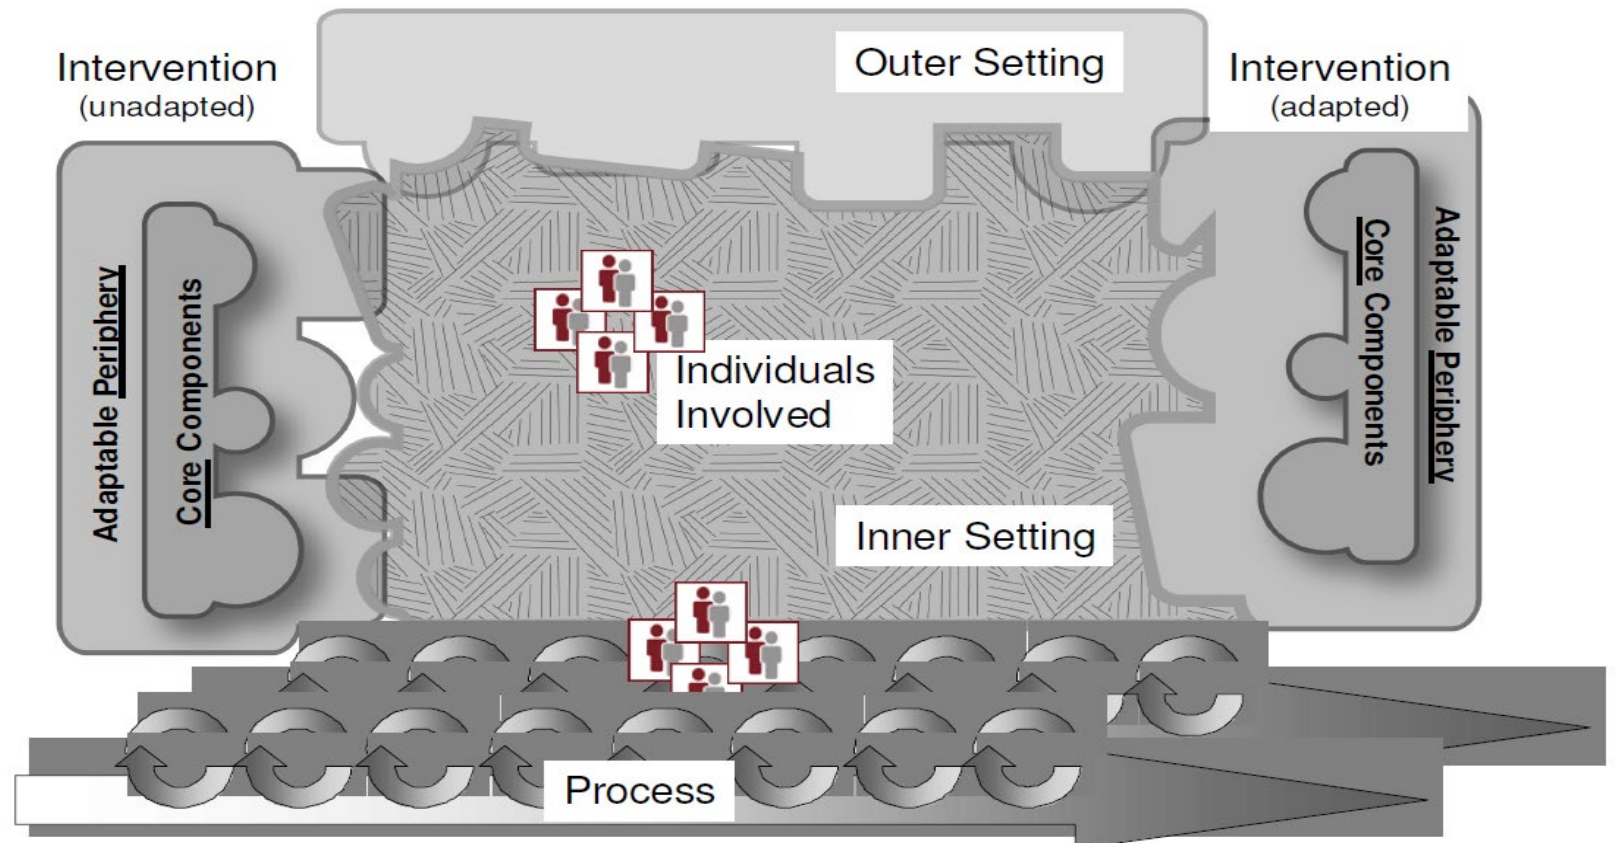 Outer Setting
Intervention
(unadapted)
Intervention
(adapted)
Adaptable Periphery
Core Components
Individuals
Involved
Inner Setting
Core Components
Adaptable Periphery
Process